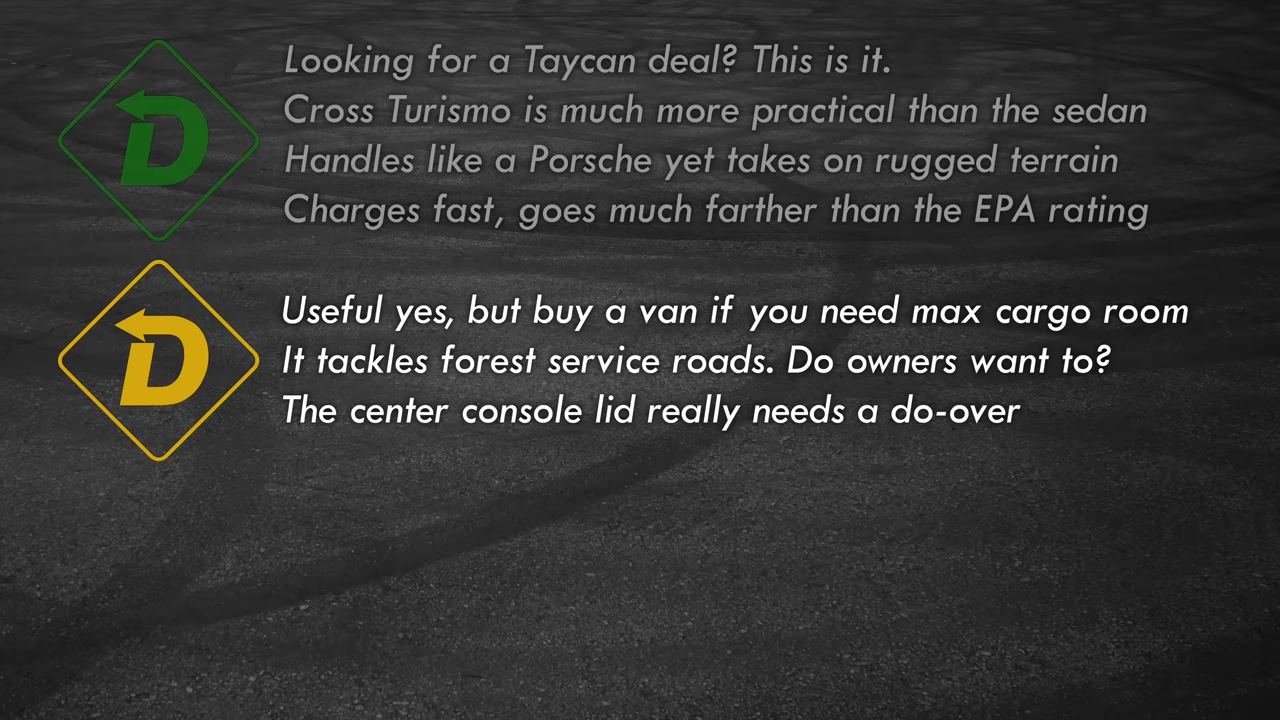 D
Looking for a Taycan deal? This is it.
Cross Turismo is much more practical than the sedan
Handles like a Porsche yet takes on rugged terrain
Charges fast, goes much farther than the EPA rating
D
Useful yes, but buy a van if you need max cargo room
It tackles forest service roads. Do owners want to?
The center console lid really needs a do-over